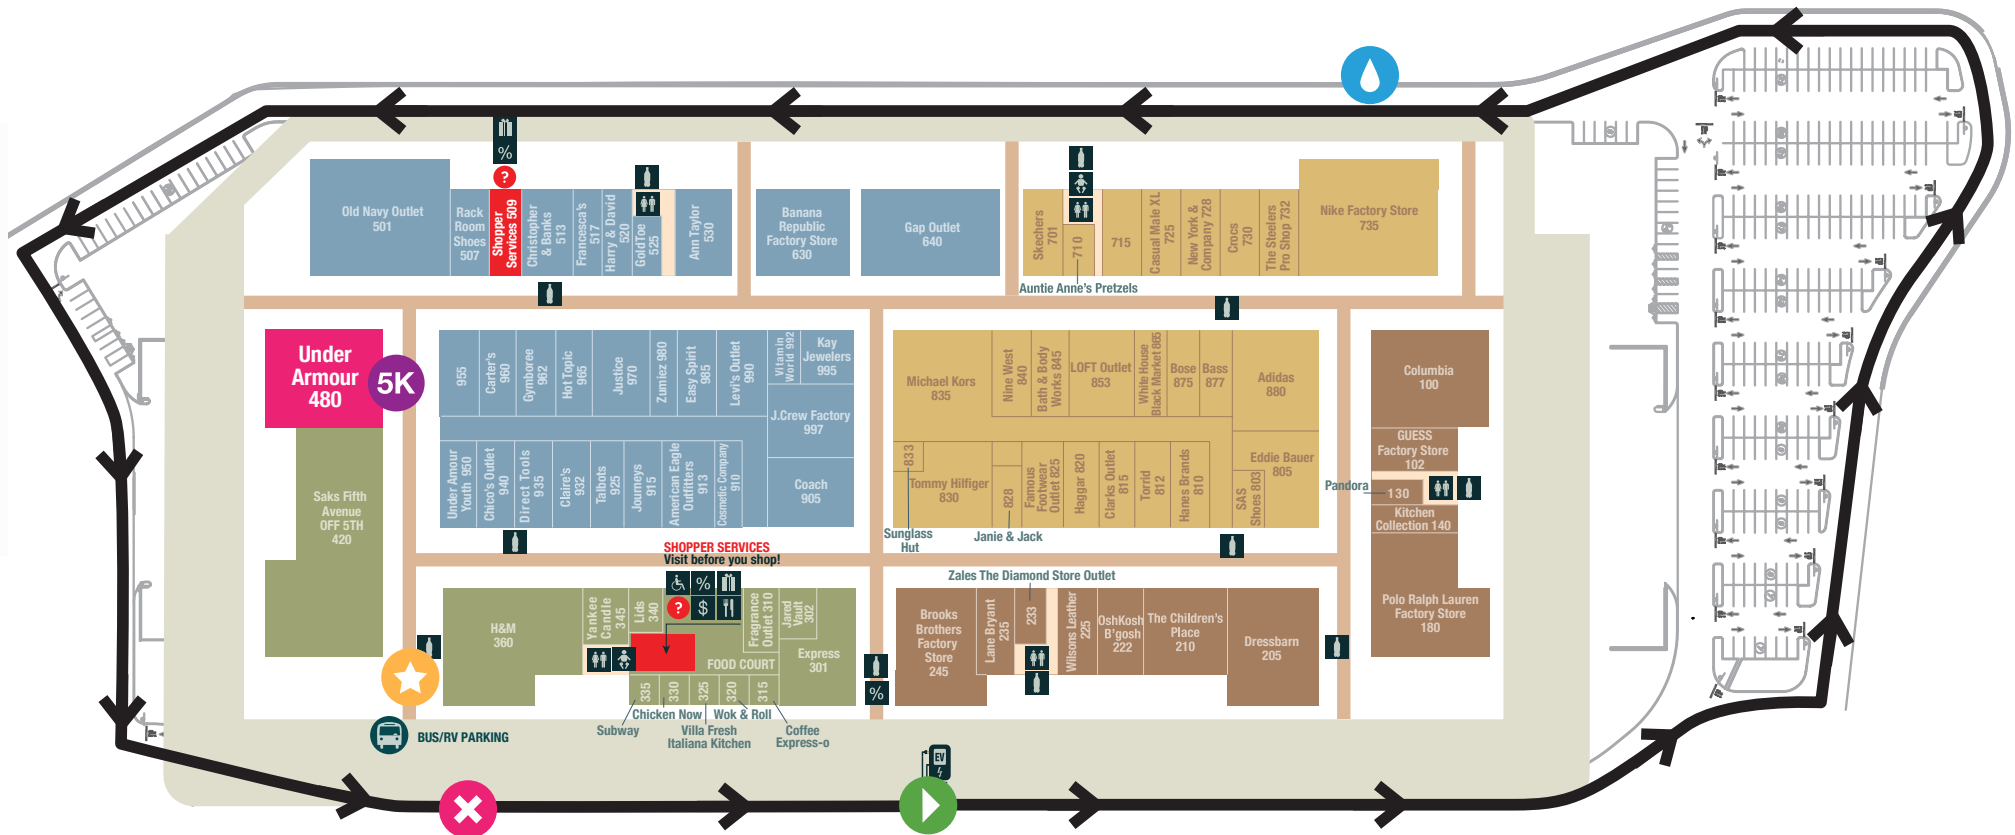 %
?
Old Navy Outlet
501
Rack
Room
Shoes
507
Shopper
Services 509
Christopher
& Banks
513
Francesca's
517
Harry & David
520
GoldToe
525
Ann Taylor
530
Banana
Republic
Factory Store
630
Gap Outlet
640
Skechers
701
710
715
Casual Male XL
725
New York &
Company 728
Crocs
730
The Steelers
Pro Shop 732
Nike Factory Store
735
Auntie Anne's Pretzels
Under
Armour
480
5K
955
Carter's
960
Gymboree
962
Hot Topic
965
Justice
970
Zumiez 980
Easy Spirit
985
Levi's Outlet
990
Vitamin
World 992
Kay
Jewelers
995
J.Crew Factory
997
Michael Kors
835
Nine West
840
Bath & Body
Works 845
LOFT Outlet
853
White House
Black Market 865
Bose
875
Bass
877
Adidas
880
Columbia
100
GUESS
Factory Store
102
Saks Fifth
Avenue
OFF 5TH
420
Under Armour
Youth 950
Chico's Outlet
940
Direct Tools
935
Claire's
932
Talbots
925
Journeys
915
American Eagle
Outfitters
913
Cosmetic Company
910
Coach
905
833
Tommy Hilfiger
830
828
Famous
Footwear
Outlet 825
Haggar 820
Clarks Outlet
815
Torrid
812
Hanes Brands
810
Eddie Bauer
805
SAS
Shoes 803
Pandora
130
Kitchen
Collection 140
Sunglass
Hut
Janie & Jack
SHOPPER SERVICES
Visit before you shop!
%
?
$
Zales The Diamond Store Outlet
H&M
360
Yankee
Candle
345
Lids
340
Fragrance
Outlet 310
Jared
Vault
302
Express
301
FOOD COURT
335
330
325
320
315
Brooks
Brothers
Factory
Store
245
Lane Bryant
235
233
Wilsons Leather
225
OshKosh
B'gosh
222
The Children's
Place
210
Dressbarn
205
Polo Ralph Lauren
Factory Store
180
%
Chicken Now
Wok & Roll
Subway
Villa Fresh
Italiana Kitchen
Coffee
Express-o
BUS/RV PARKING
EV